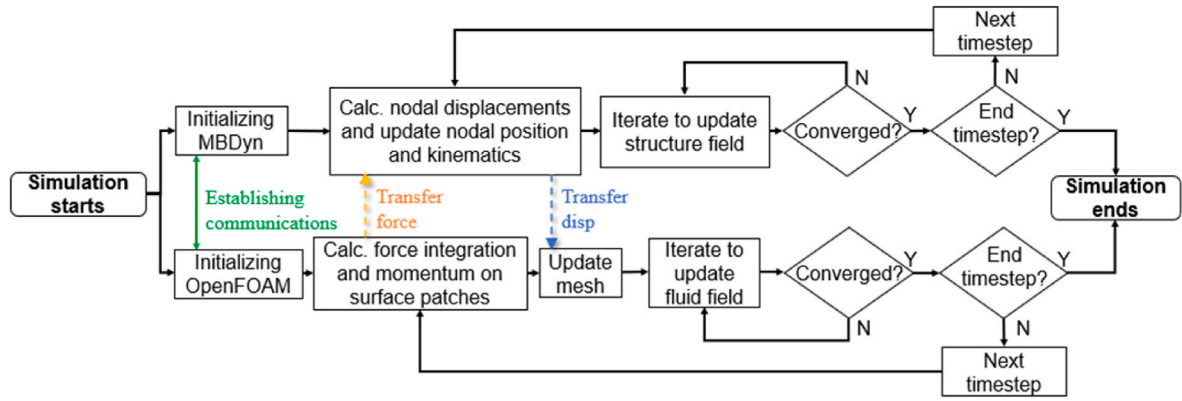 Next
timestep
N
N
Calc. nodal displacements
and update nodal position
and kinematics
Initializing
MBDyn
Iterate to update
structure field
Converged?
Y
End
timestep?
Y
Simulation
starts
Establishing
communications
Transfer
force
Transfer
disp
Simulation
ends
Initializing
OpenFOAM
Calc. force integration
and momentum on
surface patches
Update
mesh
Iterate to
update
fluid field
Converged?
Y
End
timestep?
Y
N
N
Next
timestep